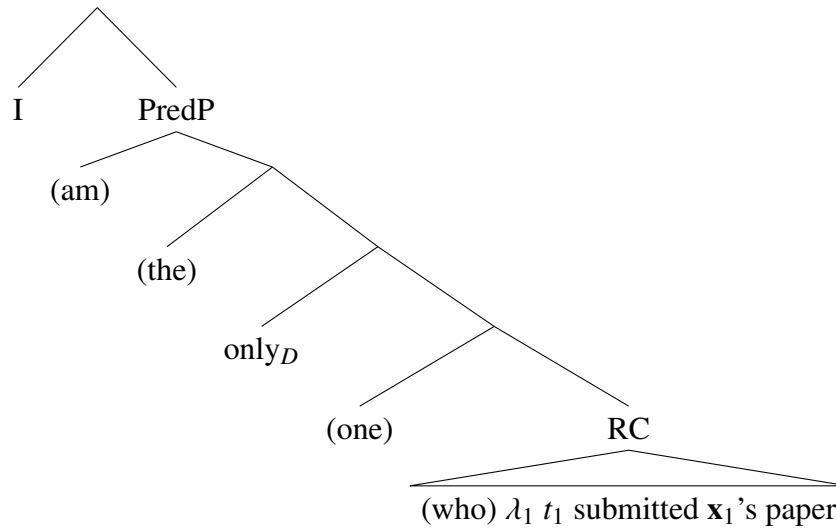 I PredP
(am)
(the)
only_D
(one) RC
(who) λ₁ t₁ submitted x₁'s paper